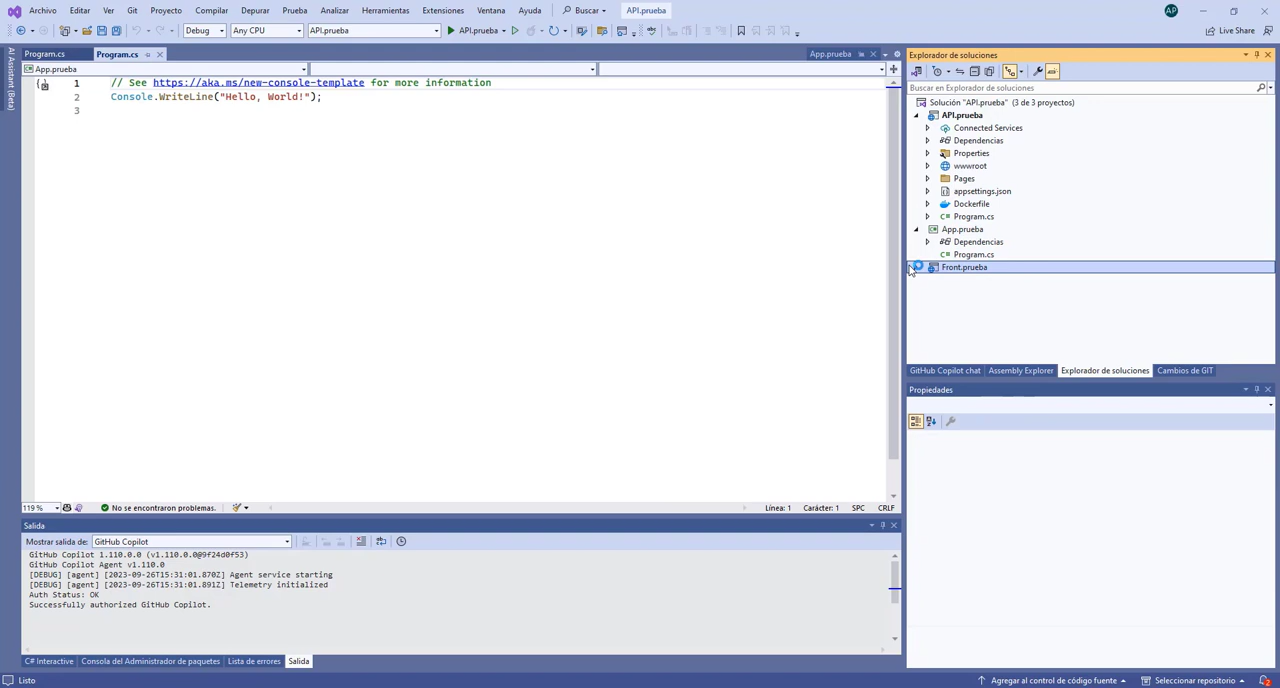 Archivo Editar Ver Git Proyecto Compilar Depurar Prueba Analizar Herramientas Extensiones Ventana Ayuda Buscar API.prueba AP
Debug Any CPU API.prueba API.prueba Live Share
AI Assistant (Beta)
Program.cs Program.cs App.prueba
App.prueba
1 // See https://aka.ms/new-console-template for more information
2 Console.WriteLine("Hello, World!");
3
119 % No se encontraron problemas. Línea: 1 Carácter: 1 SPC CRLF
Salida
Mostrar salida de: GitHub Copilot
GitHub Copilot 1.110.0.0 (v1.110.0.0@9f24d0f53)
GitHub Copilot Agent v1.110.0
[DEBUG] [agent] [2023-09-26T15:31:01.870Z] Agent service starting
[DEBUG] [agent] [2023-09-26T15:31:01.891Z] Telemetry initialized
Auth Status: OK
Successfully authorized GitHub Copilot.
C# Interactive Consola del Administrador de paquetes Lista de errores Salida
Explorador de soluciones
Buscar en Explorador de soluciones
Solución "API.prueba" (3 de 3 proyectos)
API.prueba
Connected Services
Dependencias
Properties
wwwroot
Pages
appsettings.json
Dockerfile
C# Program.cs
App.prueba
Dependencias
C# Program.cs
Front.prueba
GitHub Copilot chat Assembly Explorer Explorador de soluciones Cambios de GIT
Propiedades
Listo Agregar al control de código fuente Seleccionar repositorio 2